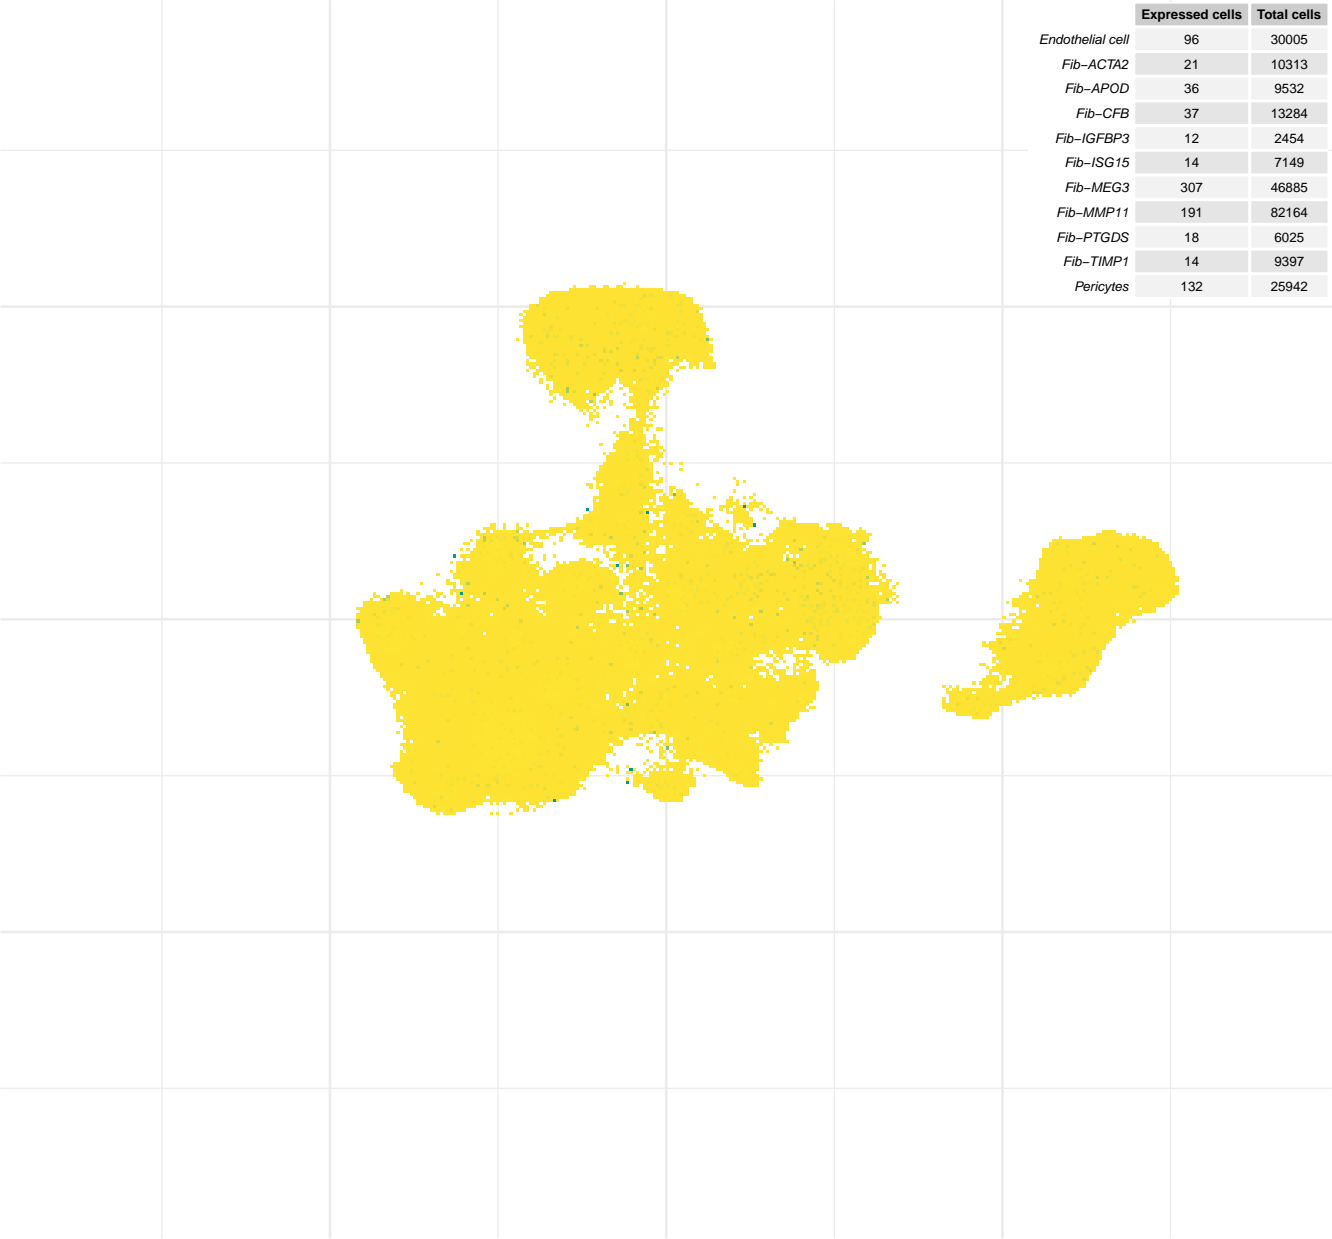 Expressed cells Total cells
Endothelial cell 96 30005
Fib−ACTA2 21 10313
Fib−APOD 36 9532
Fib−CFB 37 13284
Fib−IGFBP3 12 2454
Fib−ISG15 14 7149
Fib−MEG3 307 46885
Fib−MMP11 191 82164
Fib−PTGDS 18 6025
Fib−TIMP1 14 9397
Pericytes 132 25942